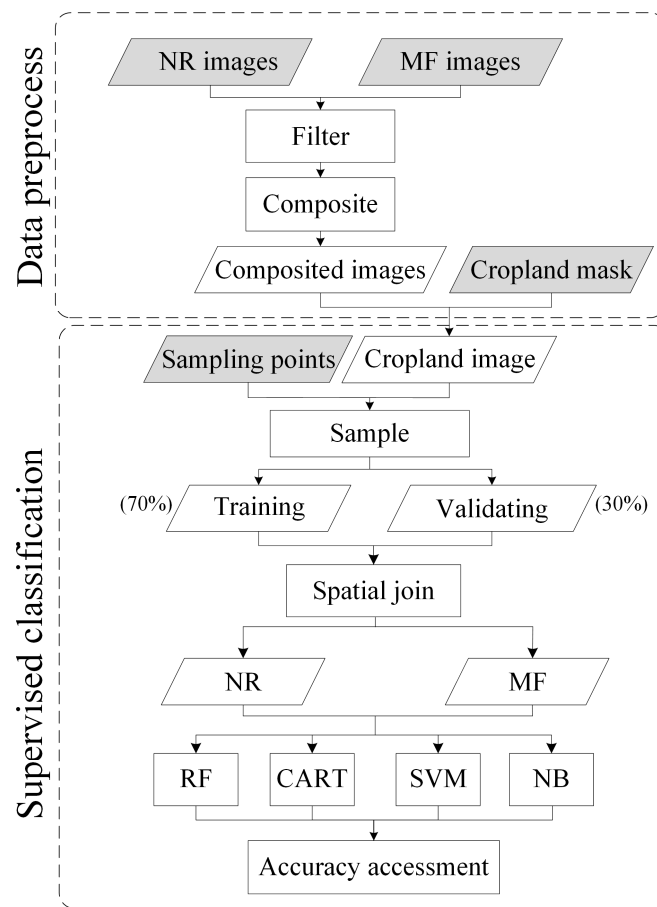 Data preprocess
NR images
MF images
Filter
Composite
Composited images
Cropland mask
Supervised classification
Sampling points
Cropland image
Sample
(70%)
Training
Validating
(30%)
Spatial join
NR
MF
RF
CART
SVM
NB
Accuracy accessment